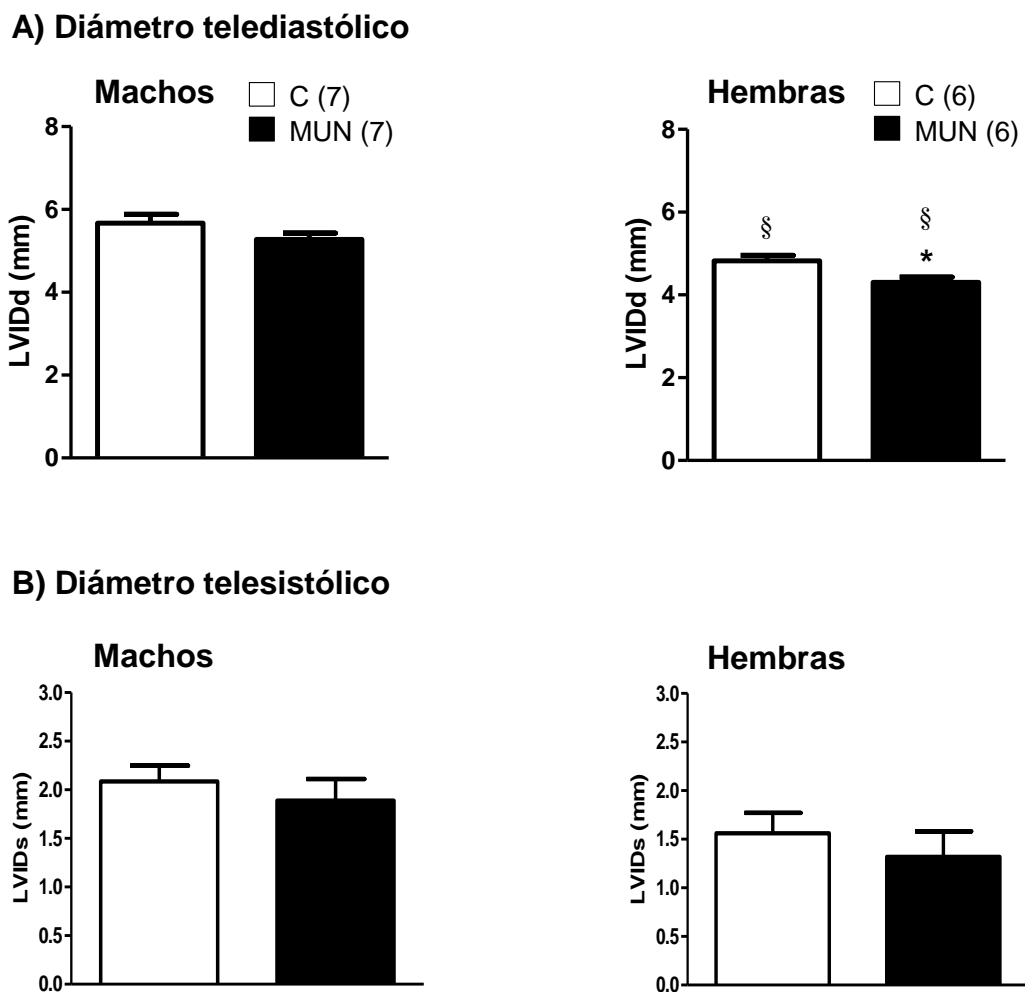 A) Diámetro telediastólico
Machos
C (7)
MUN (7)
LVIDd (mm)
8
6
4
2
0
Hembras
C (6)
MUN (6)
LVIDd (mm)
8
6
4
2
0
§
§
*
B) Diámetro telesistólico
Machos
LVIDs (mm)
3.0
2.5
2.0
1.5
1.0
0.5
0.0
Hembras
LVIDs (mm)
3.0
2.5
2.0
1.5
1.0
0.5
0.0